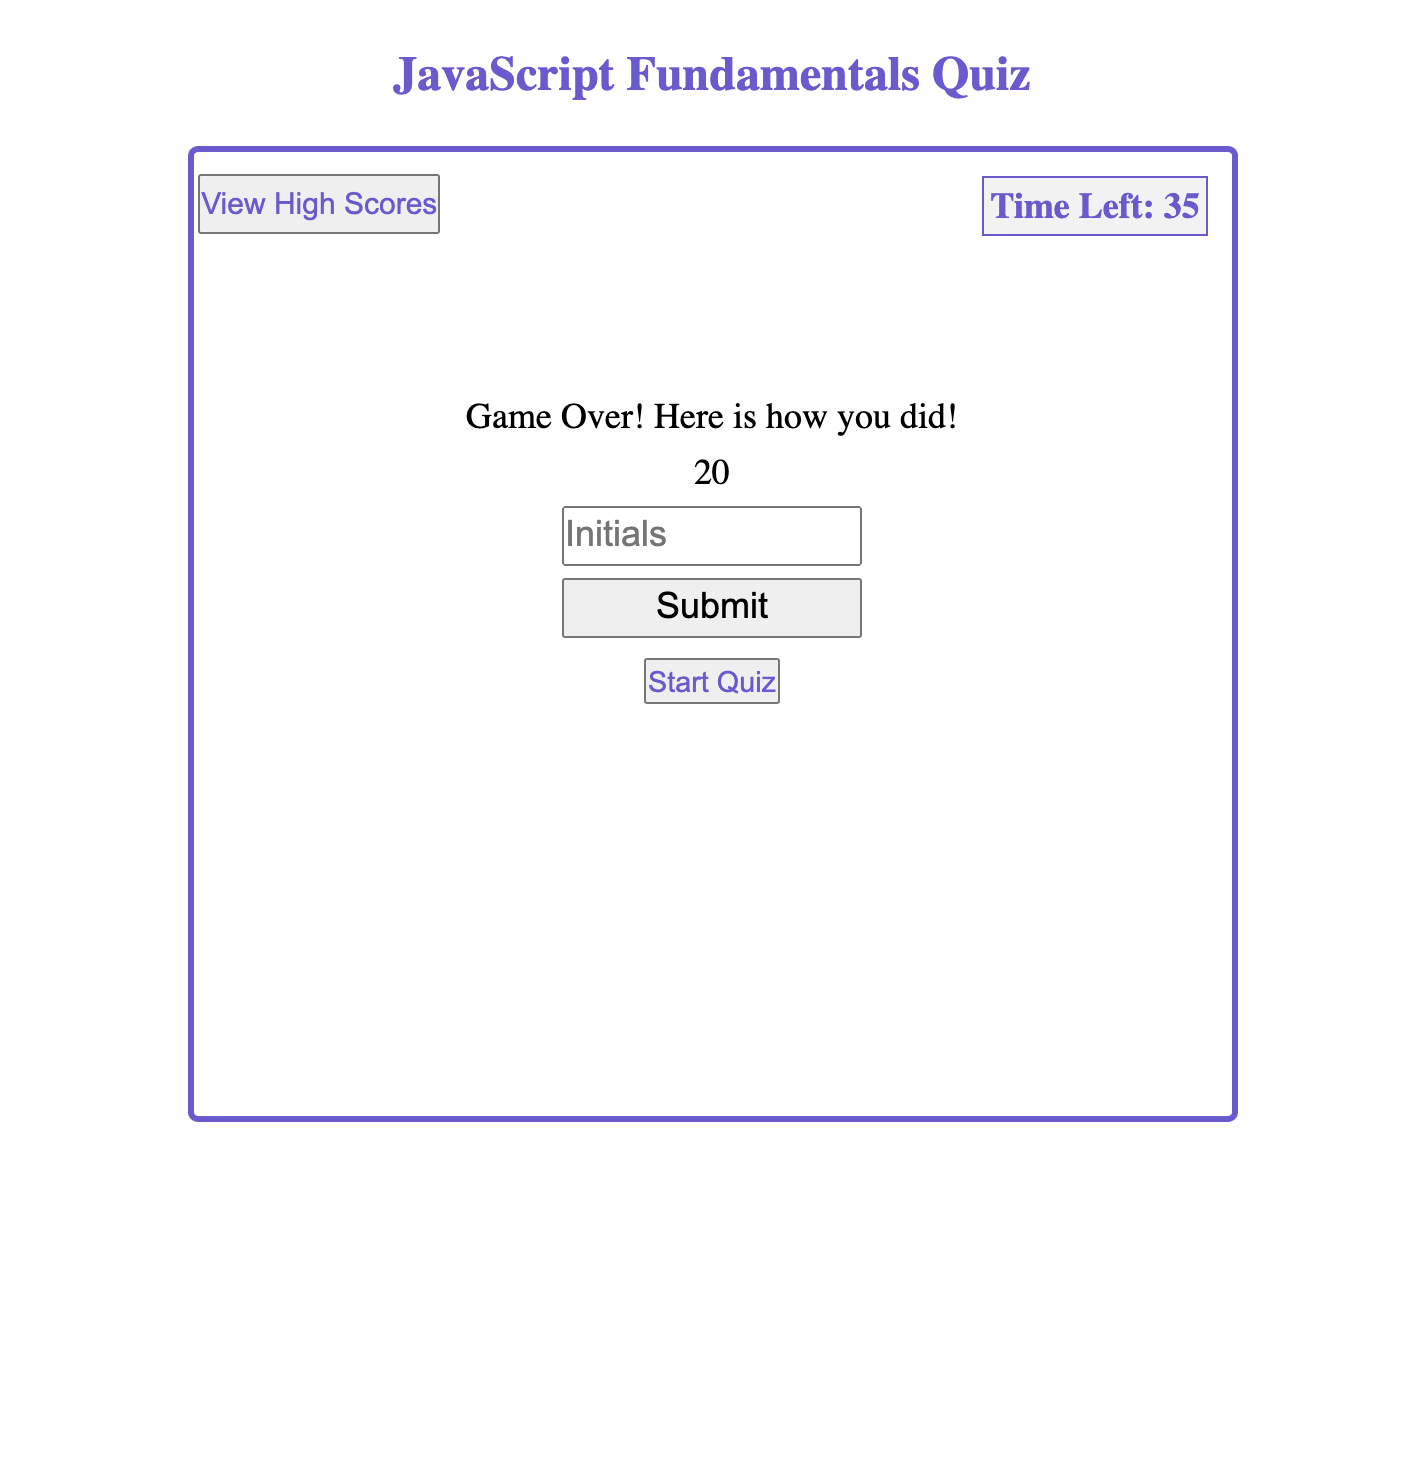 JavaScript Fundamentals Quiz
View High Scores
Time Left: 35
Game Over! Here is how you did!
20
Initials
Submit
Start Quiz